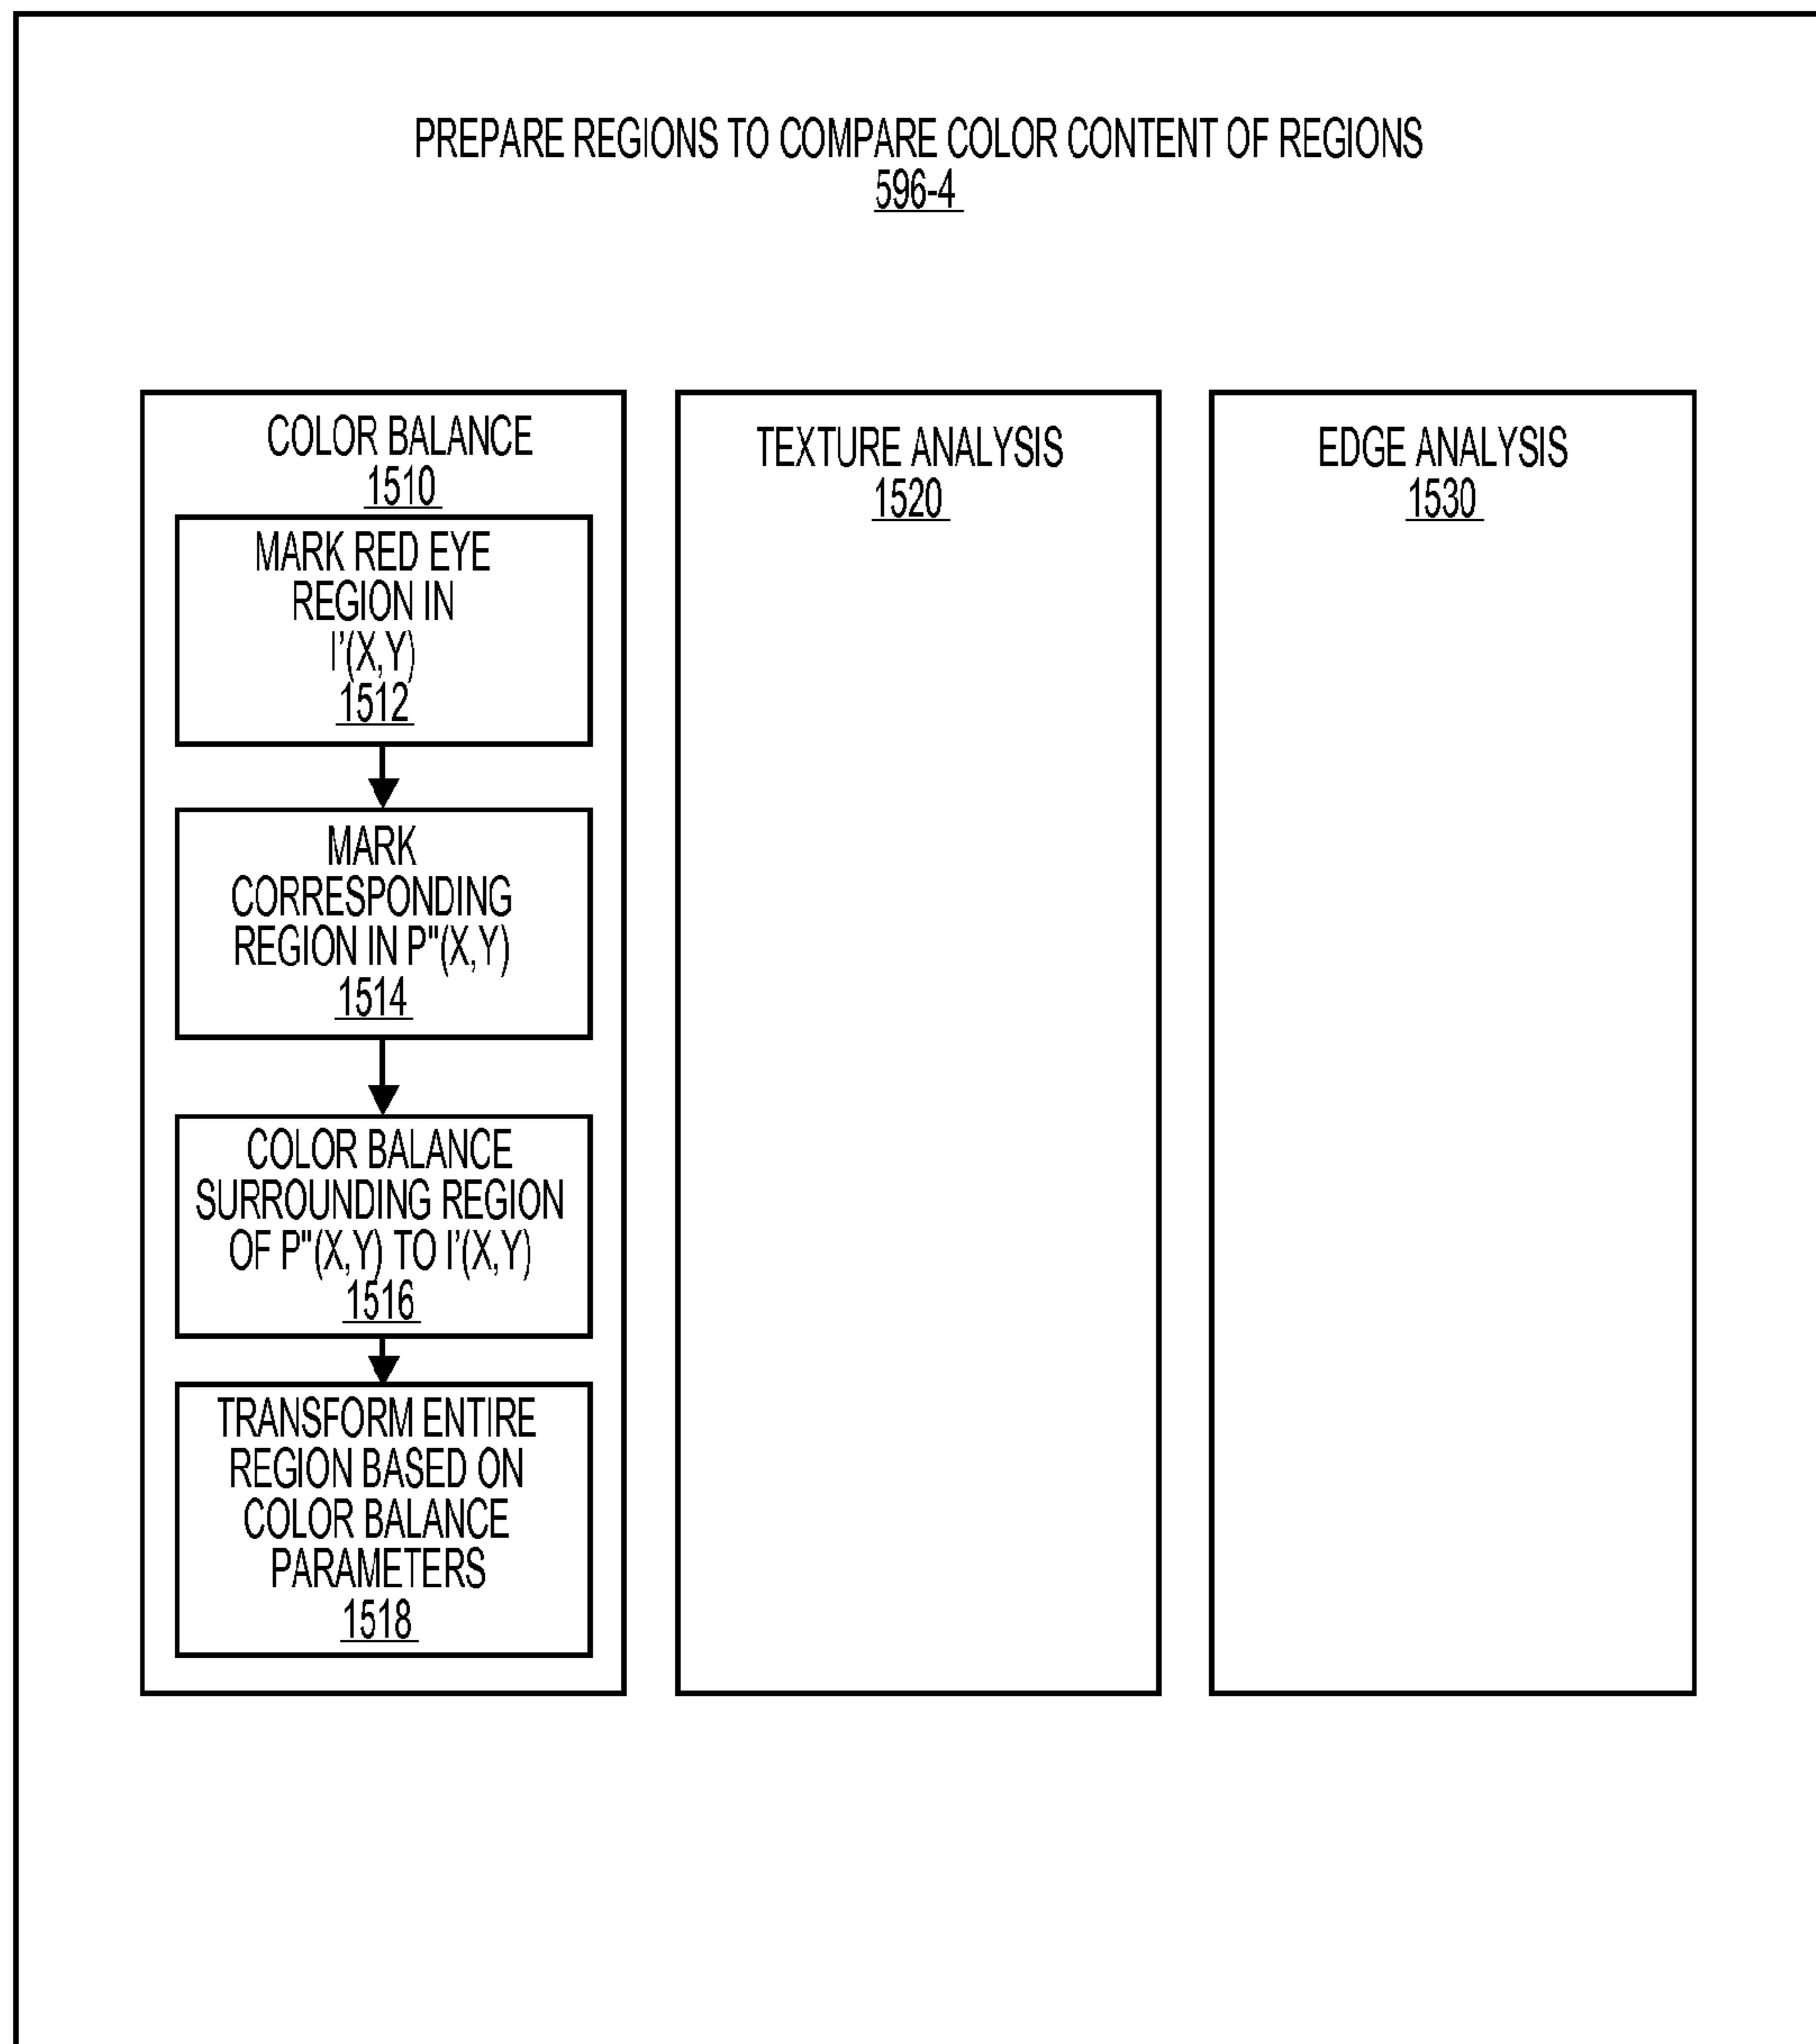 PREPARE REGIONS TO COMPARE COLOR CONTENT OF REGIONS
596-4
COLOR BALANCE
1510
MARK RED EYE
REGION IN
I'(X,Y)
1512
MARK
CORRESPONDING
REGION IN P"(X,Y)
1514
COLOR BALANCE
SURROUNDING REGION
OF P"(X,Y) TO I'(X,Y)
1516
TRANSFORM ENTIRE
REGION BASED ON
COLOR BALANCE
PARAMETERS
1518
TEXTURE ANALYSIS
1520
EDGE ANALYSIS
1530